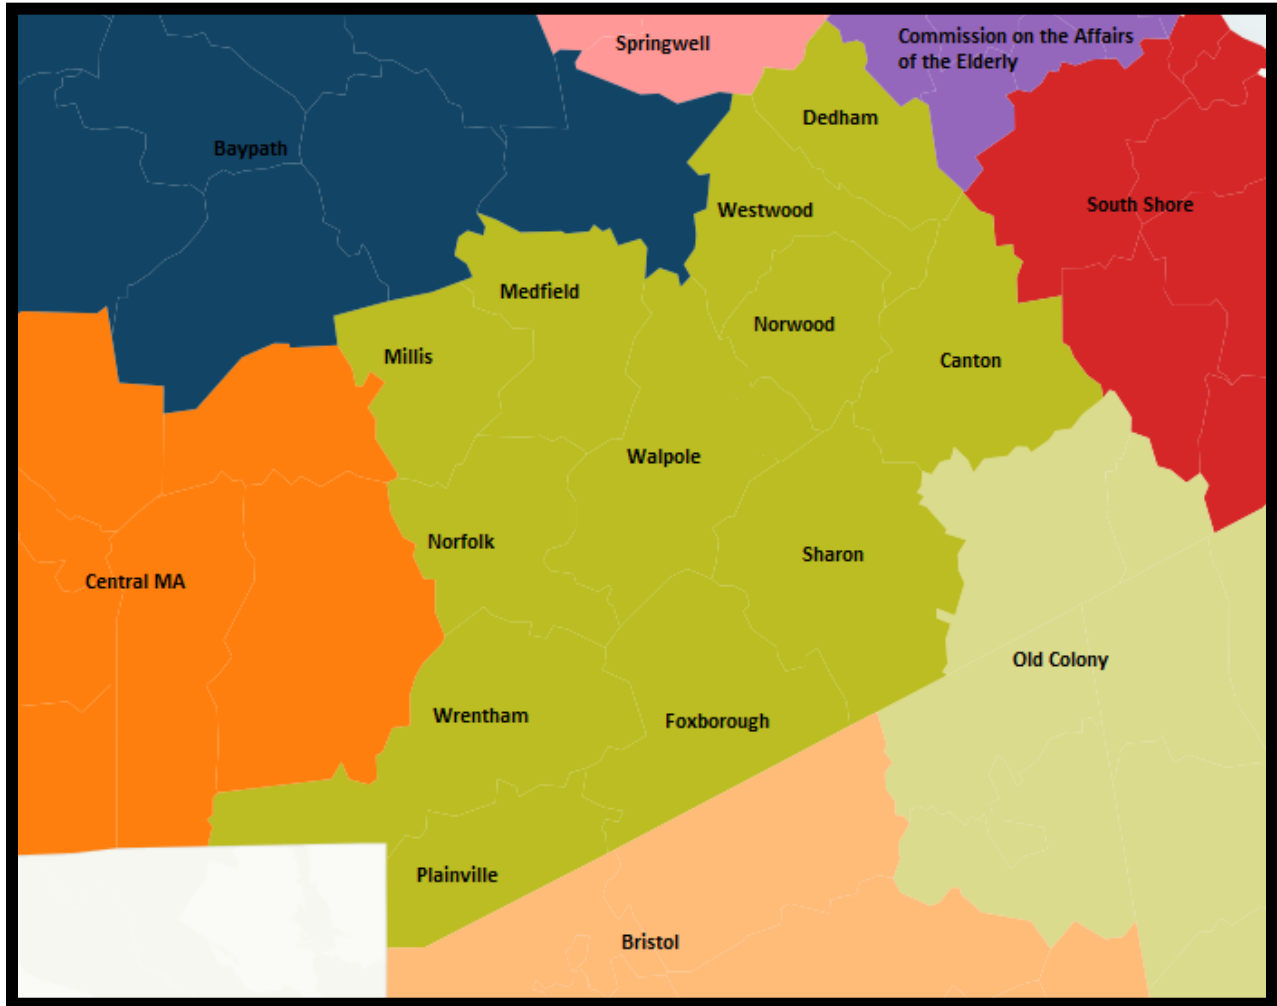 Springwell
Commission on the Affairs
of the Elderly
Dedham
Baypath
South Shore
Westwood
Medfield
Norwood
Millis
Canton
Walpole
Norfolk
Sharon
Central MA
Old Colony
Wrentham
Foxborough
Plainville
Bristol